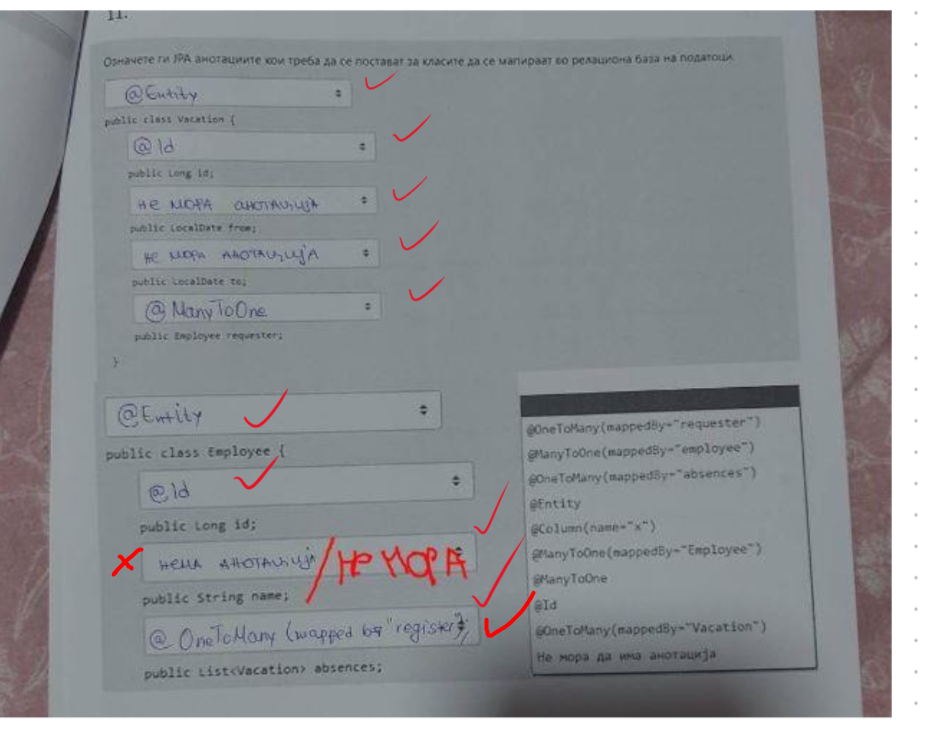 11.
Означете ги JPA анотациите кои треба да се постават за класите да се мапираат во релациона база на податоци.
@Entity
public class Vacation {
@Id
public Long id;
не мора анотација
public LocalDate from;
не мора анотација
public LocalDate to;
@ManyToOne
public Employee requester;
}
@Entity
public class Employee {
@Id
public Long id;
нема анотација / не мора
public String name;
@OneToMany (mapped by "register");
public List<Vacation> absences;
@OneToMany(mappedBy="requester")
@ManyToOne(mappedBy="employee")
@OneToMany(mappedBy="absences")
@Entity
@Column(name="x")
@ManyToOne(mappedBy="Employee")
@ManyToOne
@Id
@OneToMany(mappedBy="Vacation")
Не мора да има анотација